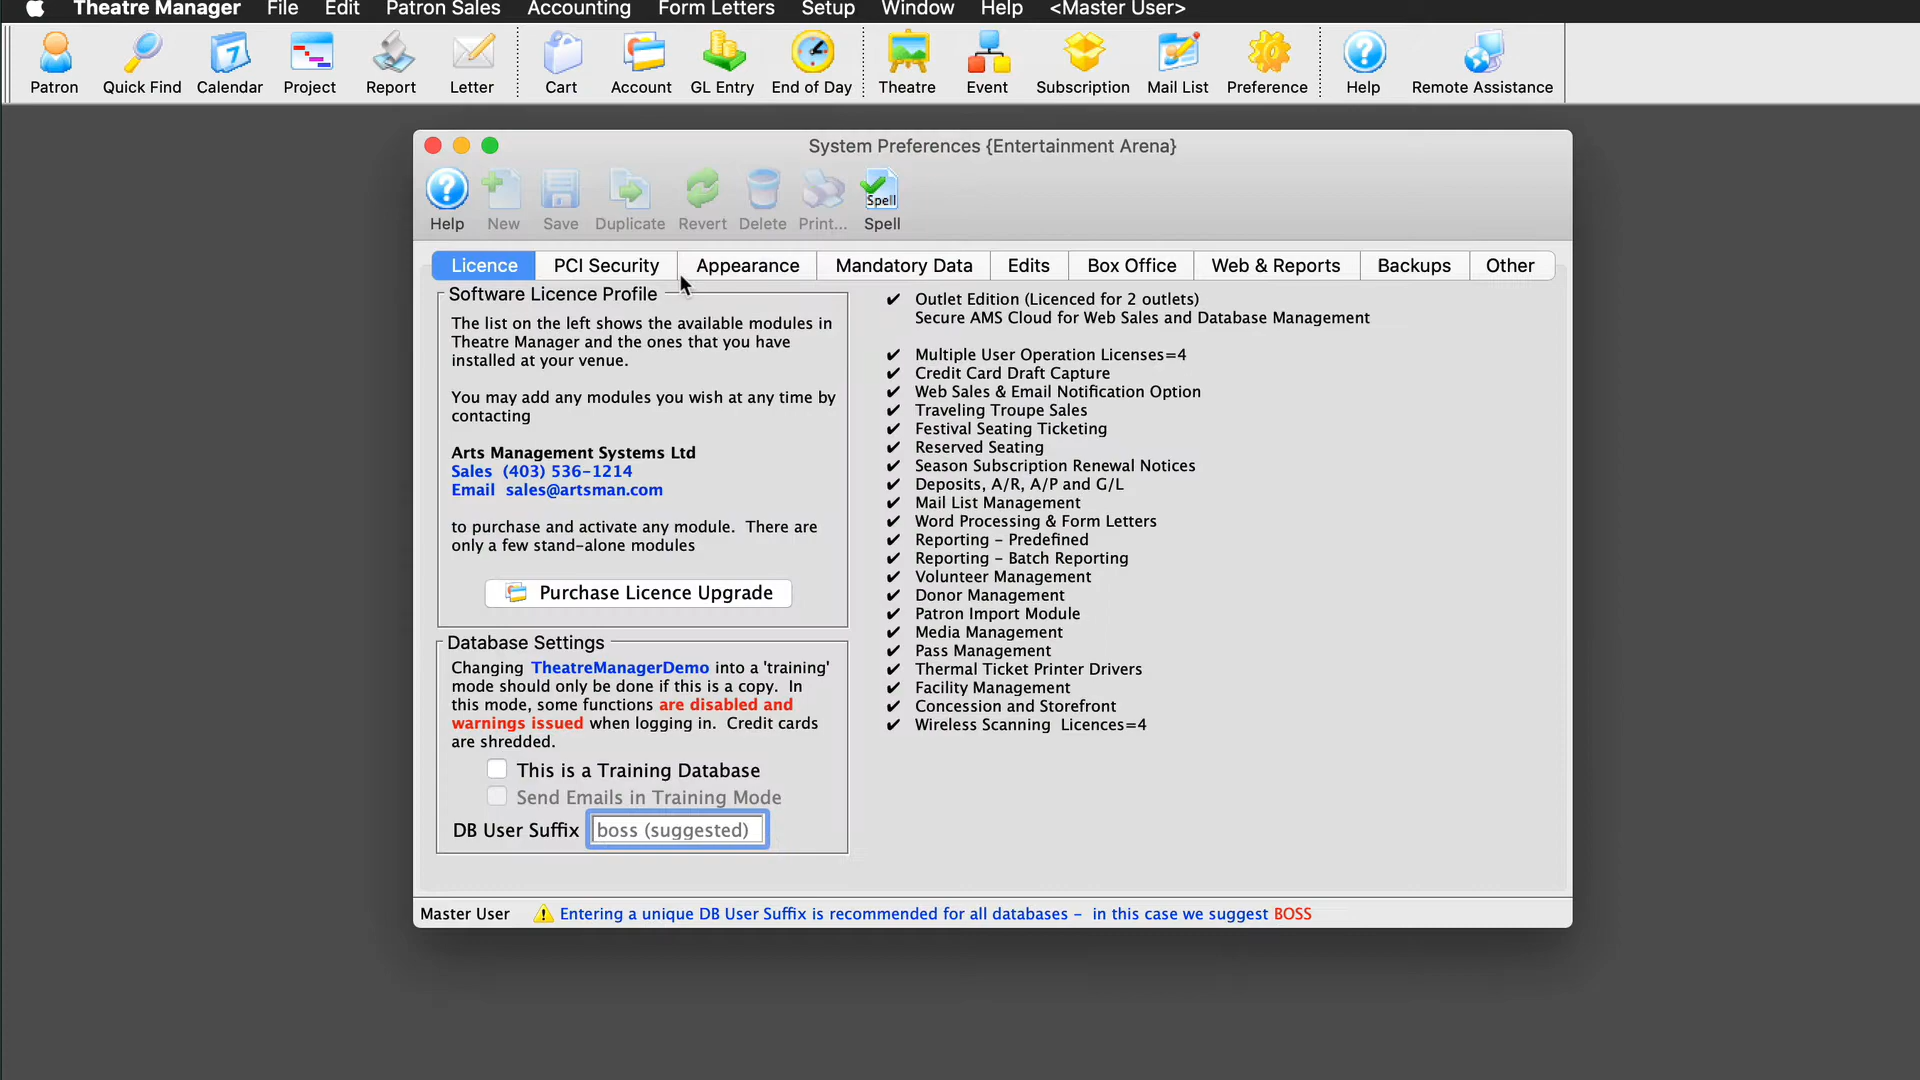 Theatre Manager File Edit Patron Sales Accounting Form Letters Setup Window Help <Master User>
7
Patron Quick Find Calendar Project Report Letter Cart Account GL Entry End of Day Theatre Event Subscription Mail List Preference Help Remote Assistance
System Preferences {Entertainment Arena}
Spell
Help New Save Duplicate Revert Delete Print... Spell
Licence PCI Security Appearance Mandatory Data Edits Box Office Web & Reports Backups Other
Software Licence Profile
The list on the left shows the available modules in
Theatre Manager and the ones that you have
installed at your venue.
You may add any modules you wish at any time by
contacting
Arts Management Systems Ltd
Sales (403) 536-1214
Email sales@artsman.com
to purchase and activate any module. There are
only a few stand-alone modules
Purchase Licence Upgrade
Database Settings
Changing TheatreManagerDemo into a 'training'
mode should only be done if this is a copy. In
this mode, some functions are disabled and
warnings issued when logging in. Credit cards
are shredded.
This is a Training Database
Send Emails in Training Mode
DB User Suffix boss (suggested)
✔ Outlet Edition (Licenced for 2 outlets)
Secure AMS Cloud for Web Sales and Database Management
✔ Multiple User Operation Licenses=4
✔ Credit Card Draft Capture
✔ Web Sales & Email Notification Option
✔ Traveling Troupe Sales
✔ Festival Seating Ticketing
✔ Reserved Seating
✔ Season Subscription Renewal Notices
✔ Deposits, A/R, A/P and G/L
✔ Mail List Management
✔ Word Processing & Form Letters
✔ Reporting - Predefined
✔ Reporting - Batch Reporting
✔ Volunteer Management
✔ Donor Management
✔ Patron Import Module
✔ Media Management
✔ Pass Management
✔ Thermal Ticket Printer Drivers
✔ Facility Management
✔ Concession and Storefront
✔ Wireless Scanning Licences=4
Master User Entering a unique DB User Suffix is recommended for all databases - in this case we suggest BOSS